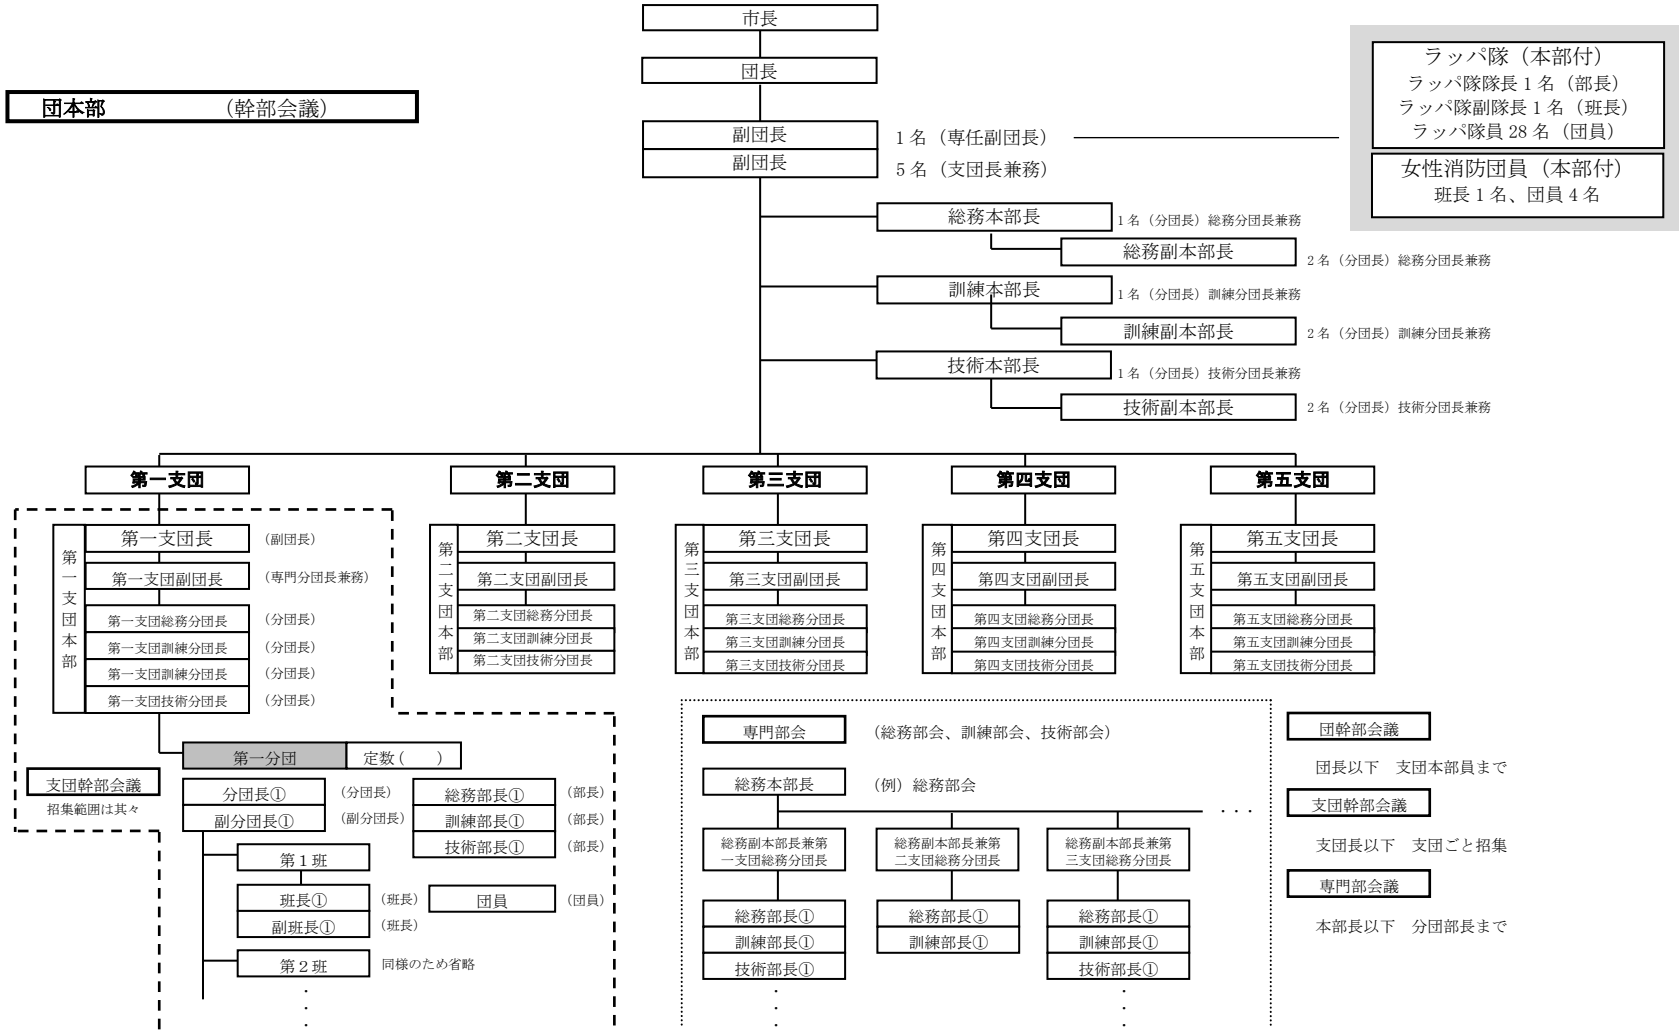 市長
団長
団本部　（幹部会議）
副団長　1 名（専任副団長）
副団長　5 名（支団長兼務）
ラッパ隊（本部付）
ラッパ隊隊長 1 名（部長）
ラッパ隊副隊長 1 名（班長）
ラッパ隊員 28 名（団員）
女性消防団員（本部付）
班長 1 名、団員 4 名
総務本部長　1 名（分団長）総務分団長兼務
総務副本部長　2 名（分団長）総務分団長兼務
訓練本部長　1 名（分団長）訓練分団長兼務
訓練副本部長　2 名（分団長）訓練分団長兼務
技術本部長　1 名（分団長）技術分団長兼務
技術副本部長　2 名（分団長）技術分団長兼務
第一支団
第一支団本部
第一支団長　（副団長）
第一支団副団長　（専門分団長兼務）
第一支団総務分団長　（分団長）
第一支団訓練分団長　（分団長）
第一支団訓練分団長　（分団長）
第一支団技術分団長　（分団長）
第二支団
第二支団本部
第二支団長
第二支団副団長
第二支団総務分団長
第二支団訓練分団長
第二支団技術分団長
第三支団
第三支団本部
第三支団長
第三支団副団長
第三支団総務分団長
第三支団訓練分団長
第三支団技術分団長
第四支団
第四支団本部
第四支団長
第四支団副団長
第四支団総務分団長
第四支団訓練分団長
第四支団技術分団長
第五支団
第五支団本部
第五支団長
第五支団副団長
第五支団総務分団長
第五支団訓練分団長
第五支団技術分団長
第一分団　定数（　　）
支団幹部会議
招集範囲は其々
分団長①　（分団長）
副分団長①　（副分団長）
総務部長①　（部長）
訓練部長①　（部長）
技術部長①　（部長）
第１班
班長①　（班長）
副班長①　（班長）
団員　（団員）
第２班　同様のため省略
・
・
・
専門部会　（総務部会、訓練部会、技術部会）
総務本部長　（例）総務部会
・・・
総務副本部長兼第
一支団総務分団長
総務部長①
訓練部長①
技術部長①
・
・
・
総務副本部長兼第
二支団総務分団長
総務部長①
訓練部長①
総務副本部長兼第
三支団総務分団長
総務部長①
訓練部長①
技術部長①
・
・
・
団幹部会議
団長以下　支団本部員まで
支団幹部会議
支団長以下　支団ごと招集
専門部会議
本部長以下　分団部長まで